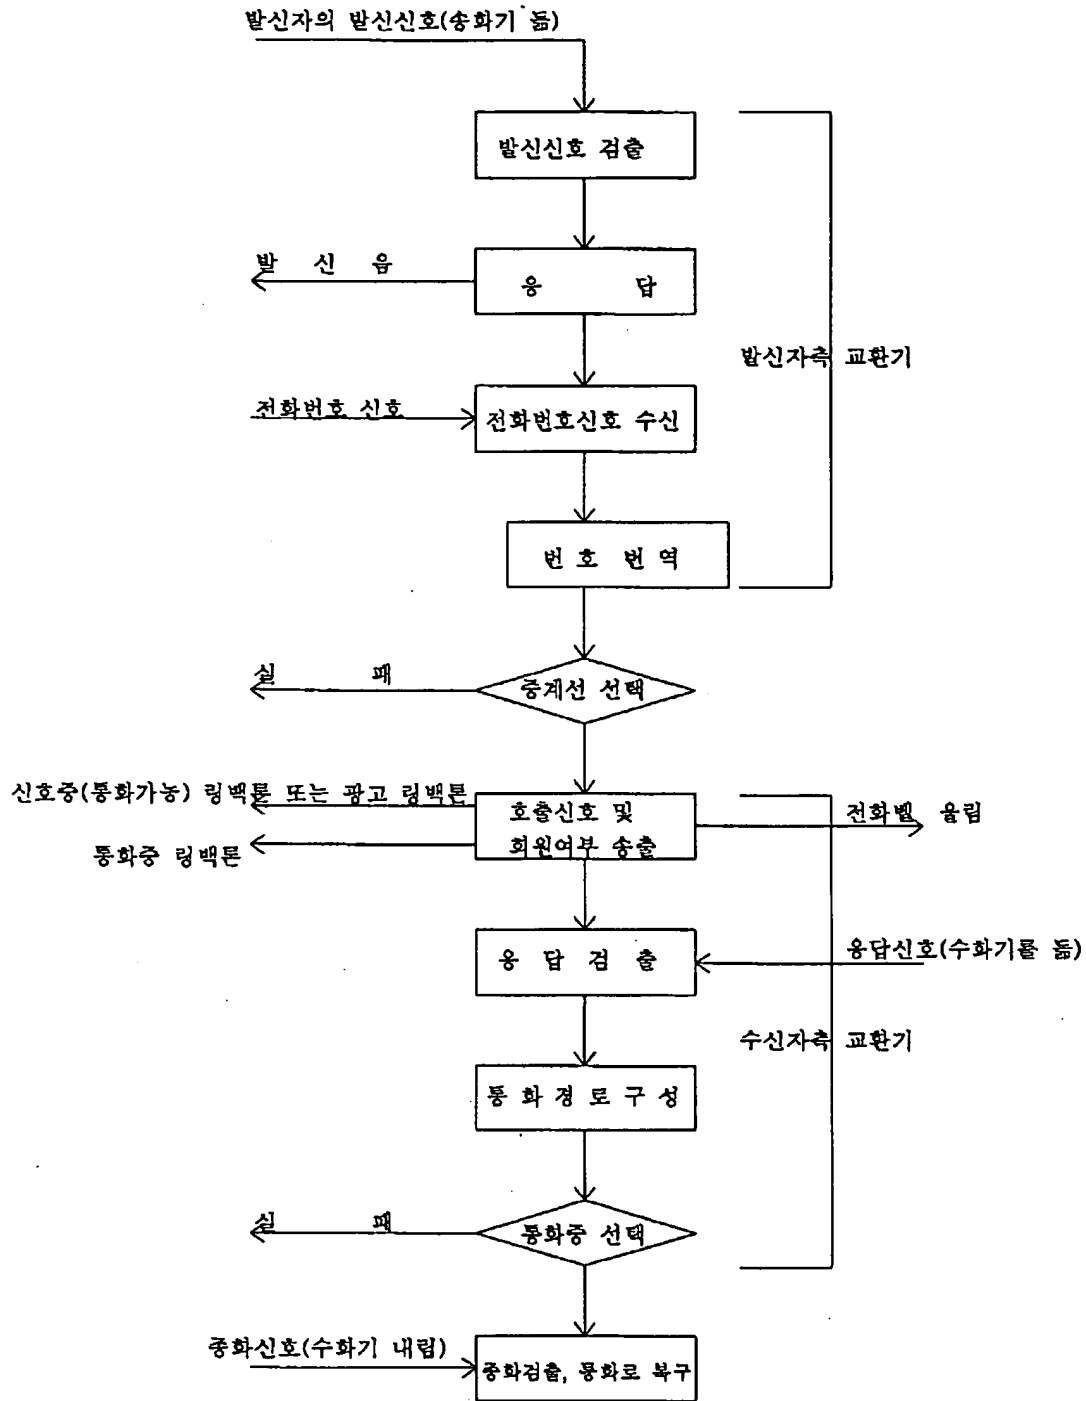 발신자의 발신신호(송화기 듦)
발신신호 검출
발 신 음
응 답
발신자측 교환기
전화번호 신호
전화번호신호 수신
번 호 번 역
실 패
중계선 선택
신호중(통화가능) 링백톤 또는 광고 링백톤
호출신호 및
회원여부 송출
전화벨 울림
통화중 링백톤
응 답 검 출
응답신호(수화기를 듦)
수신자측 교환기
통 화 경 로 구 성
실 패
통화중 선택
종화신호(수화기 내림)
종화검출, 통화로 복구